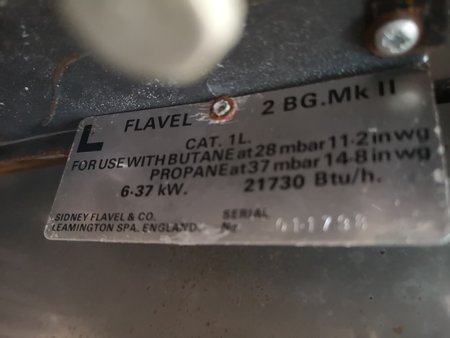 L FLAVEL 2 BG.Mk II
CAT. 1L.
FOR USE WITH BUTANE at 28 mbar 11·2 in wg
PROPANE at 37 mbar 14·8 in wg
6·37 kW. 21730 Btu/h.
SIDNEY FLAVEL & CO. SERIAL
LEAMINGTON SPA. ENGLAND. No.